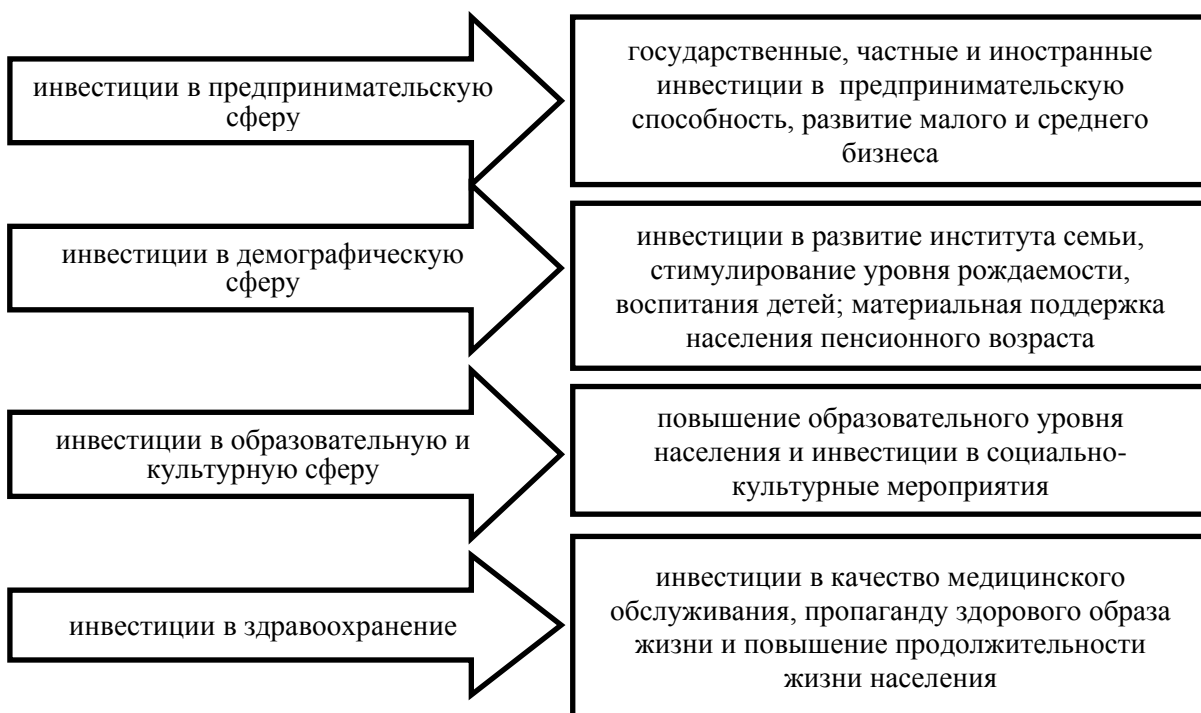 инвестиции в предпринимательскую
сферу
государственные, частные и иностранные
инвестиции в предпринимательскую
способность, развитие малого и среднего
бизнеса
инвестиции в демографическую
сферу
инвестиции в развитие института семьи,
стимулирование уровня рождаемости,
воспитания детей; материальная поддержка
населения пенсионного возраста
инвестиции в образовательную и
культурную сферу
повышение образовательного уровня
населения и инвестиции в социально-
культурные мероприятия
инвестиции в здравоохранение
инвестиции в качество медицинского
обслуживания, пропаганду здорового образа
жизни и повышение продолжительности
жизни населения